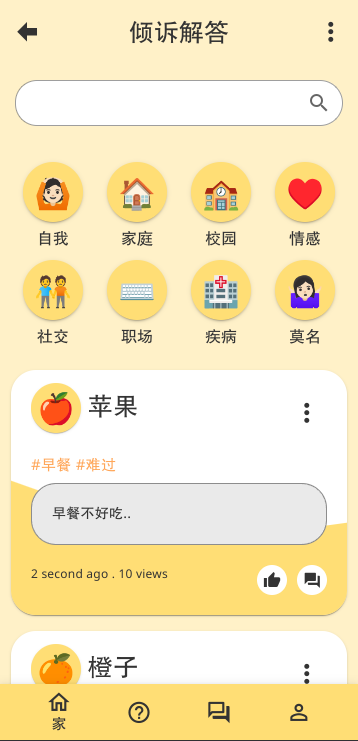 倾诉解答
自我 家庭 校园 情感
社交 职场 疾病 莫名
苹果
#早餐 #难过
早餐不好吃..
2 second ago . 10 views
橙子
家